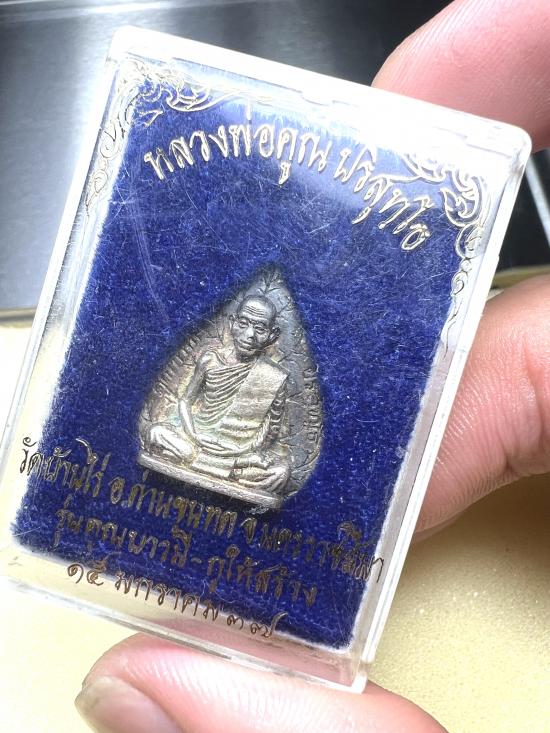 หลวงพ่อคูณ ปริสุทโธ
วัดบ้านไร่ อ.ด่านขุนทด จ.นครราชสีมา
รุ่นคุณบารมี-กูให้สร้าง
๑๕ มกราคม ๓๗